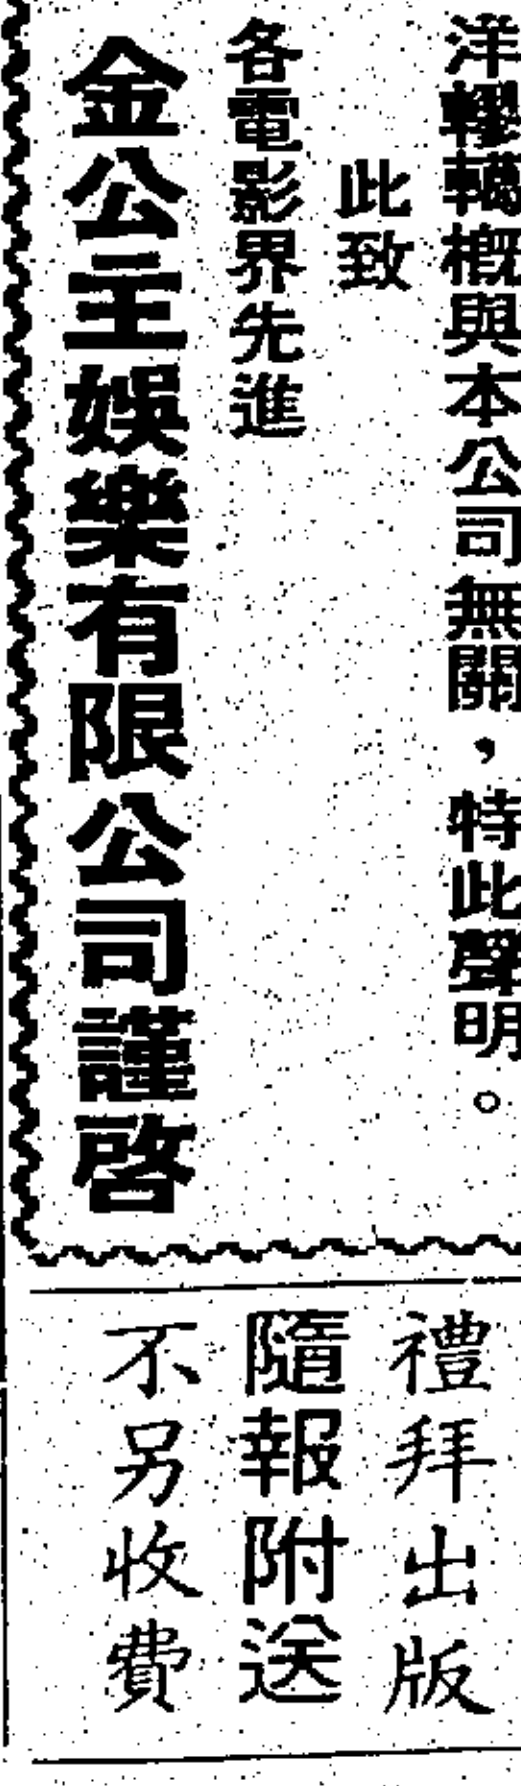 洋轇轕概與本公司無關，特此聲明。
此致
各電影界先進
金公主娛樂有限公司謹啓
禮拜出版
隨報附送
不另收費